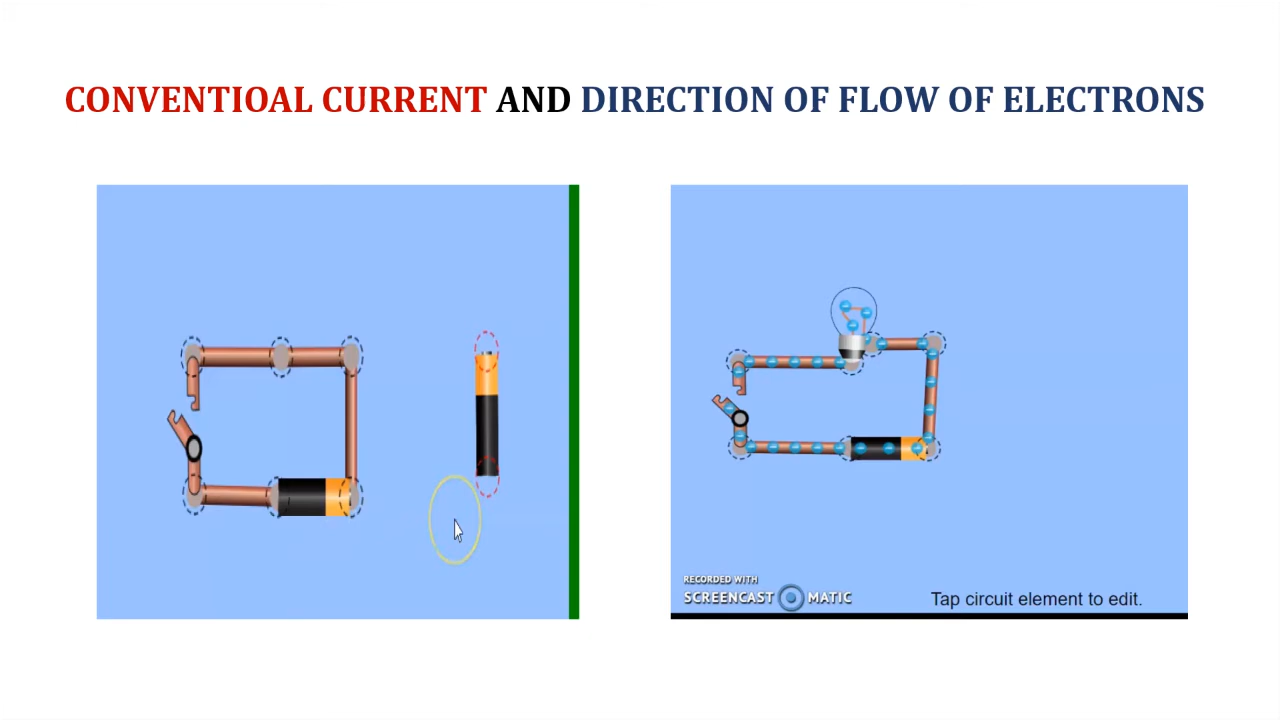 CONVENTIOAL CURRENT AND DIRECTION OF FLOW OF ELECTRONS
RECORDED WITH
SCREENCAST MATIC
Tap circuit element to edit.